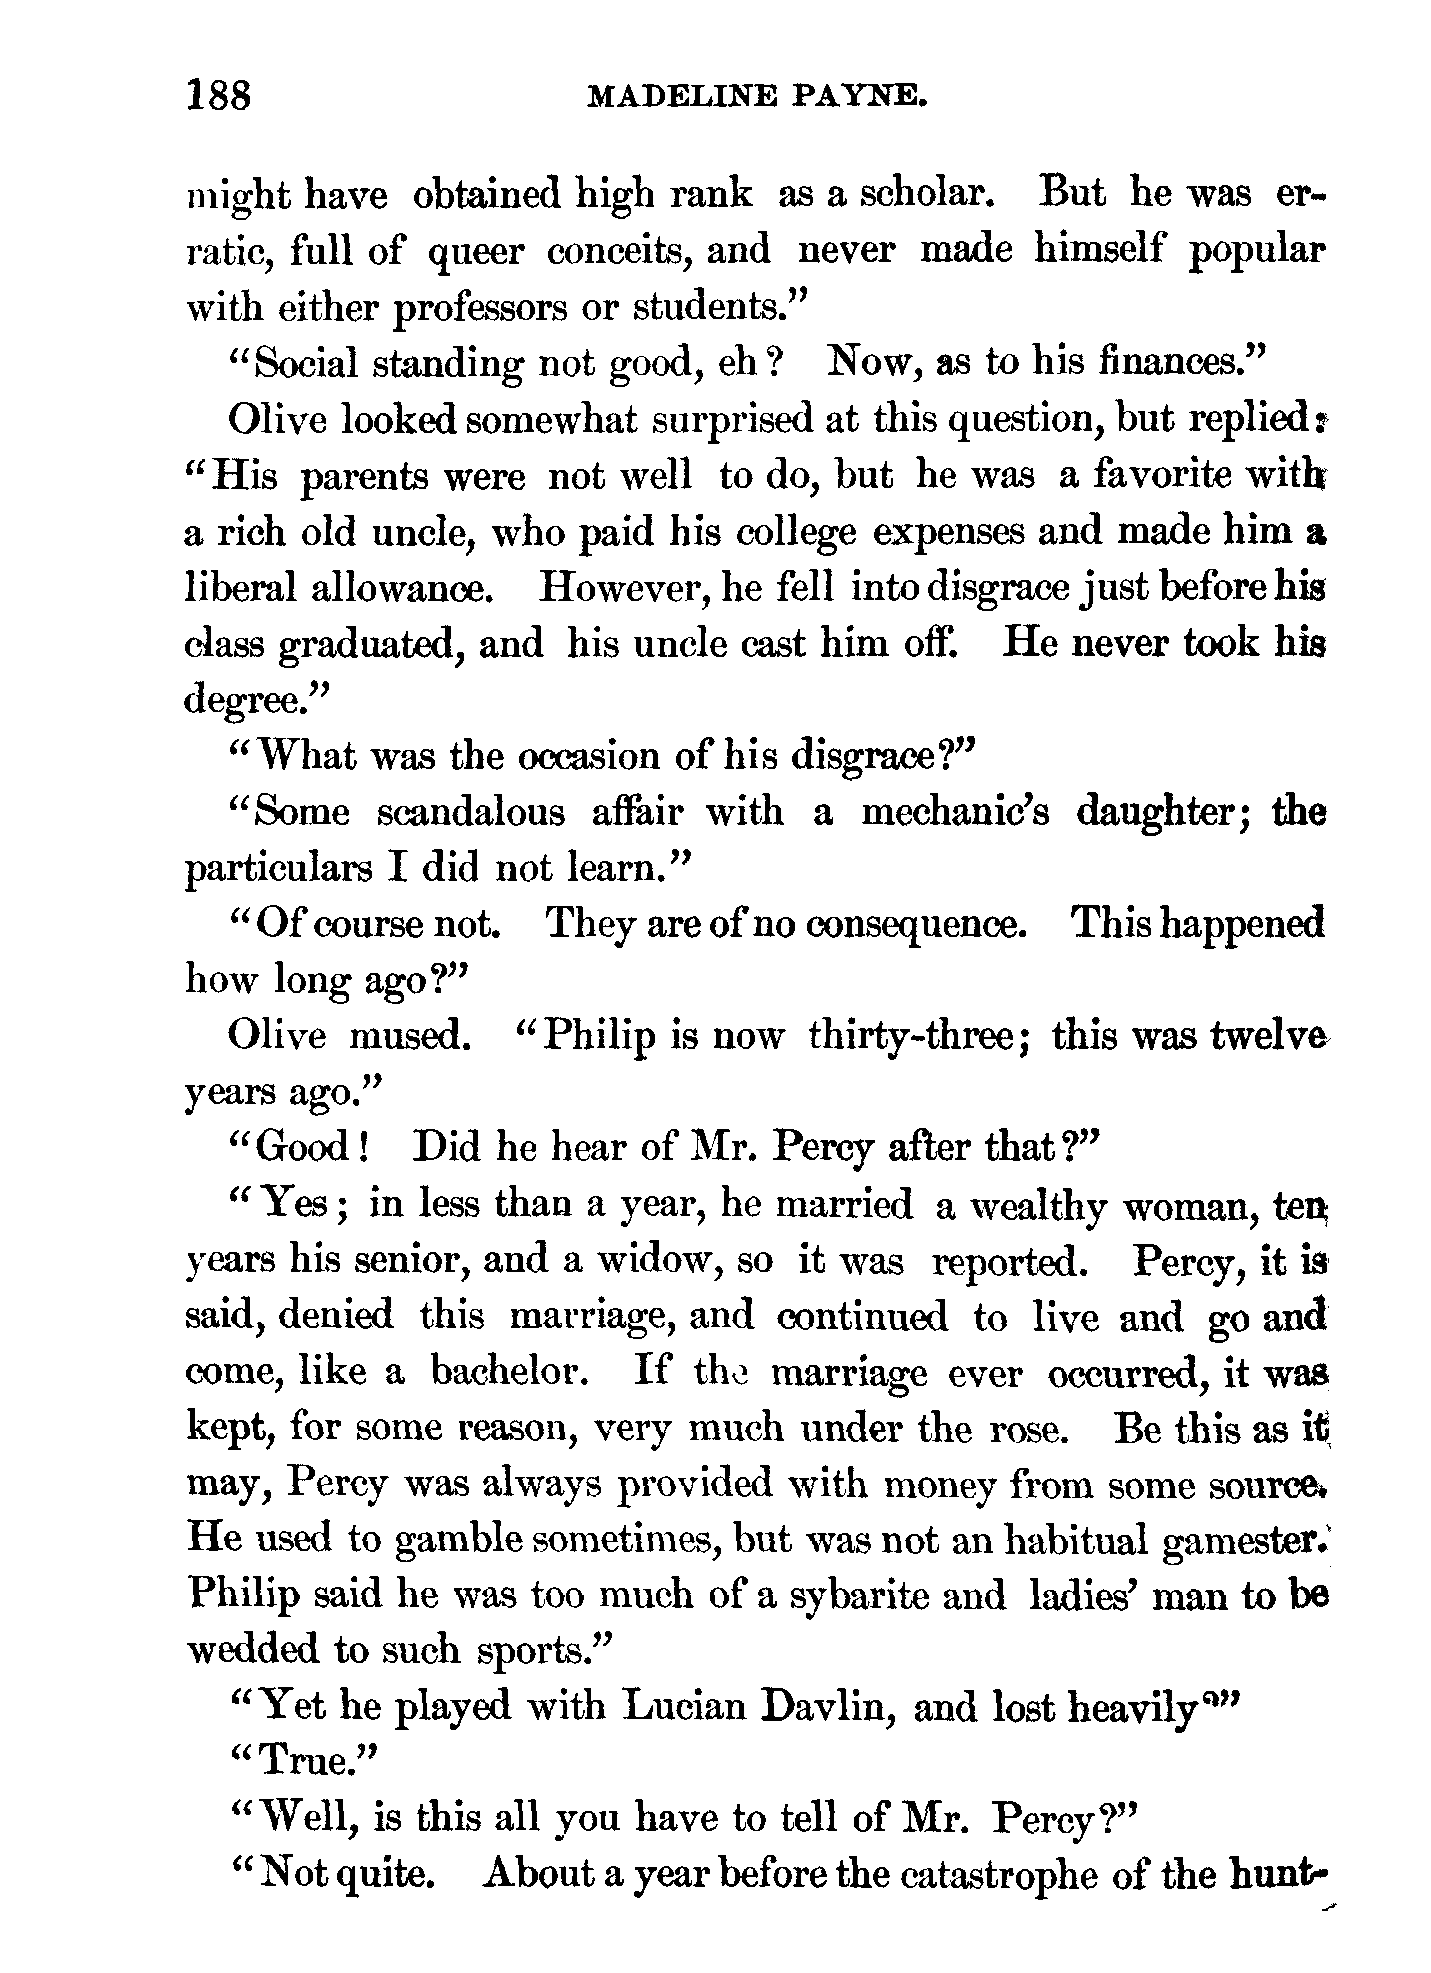 188 MADELINE PAYNE.
might have obtained high rank as a scholar. But he was er-
ratic, full of queer conceits, and never made himself popular
with either professors or students.”
“Social standing not good, eh? Now, as to his finances.”
Olive looked somewhat surprised at this question, but replied:
“His parents were not well to do, but he was a favorite with
a rich old uncle, who paid his college expenses and made him a
liberal allowance. However, he fell into disgrace just before his
class graduated, and his uncle cast him off. He never took his
degree.”
“What was the occasion of his disgrace?”
“Some scandalous affair with a mechanic’s daughter; the
particulars I did not learn.”
“Of course not. They are of no consequence. This happened
how long ago?”
Olive mused. “Philip is now thirty-three; this was twelve
years ago.”
“Good! Did he hear of Mr. Percy after that?”
“Yes; in less than a year, he married a wealthy woman, ten
years his senior, and a widow, so it was reported. Percy, it is
said, denied this marriage, and continued to live and go and
come, like a bachelor. If the marriage ever occurred, it was
kept, for some reason, very much under the rose. Be this as it
may, Percy was always provided with money from some source.
He used to gamble sometimes, but was not an habitual gamester.
Philip said he was too much of a sybarite and ladies’ man to be
wedded to such sports.”
“Yet he played with Lucian Davlin, and lost heavily?”
“True.”
“Well, is this all you have to tell of Mr. Percy?”
“Not quite. About a year before the catastrophe of the hunt-